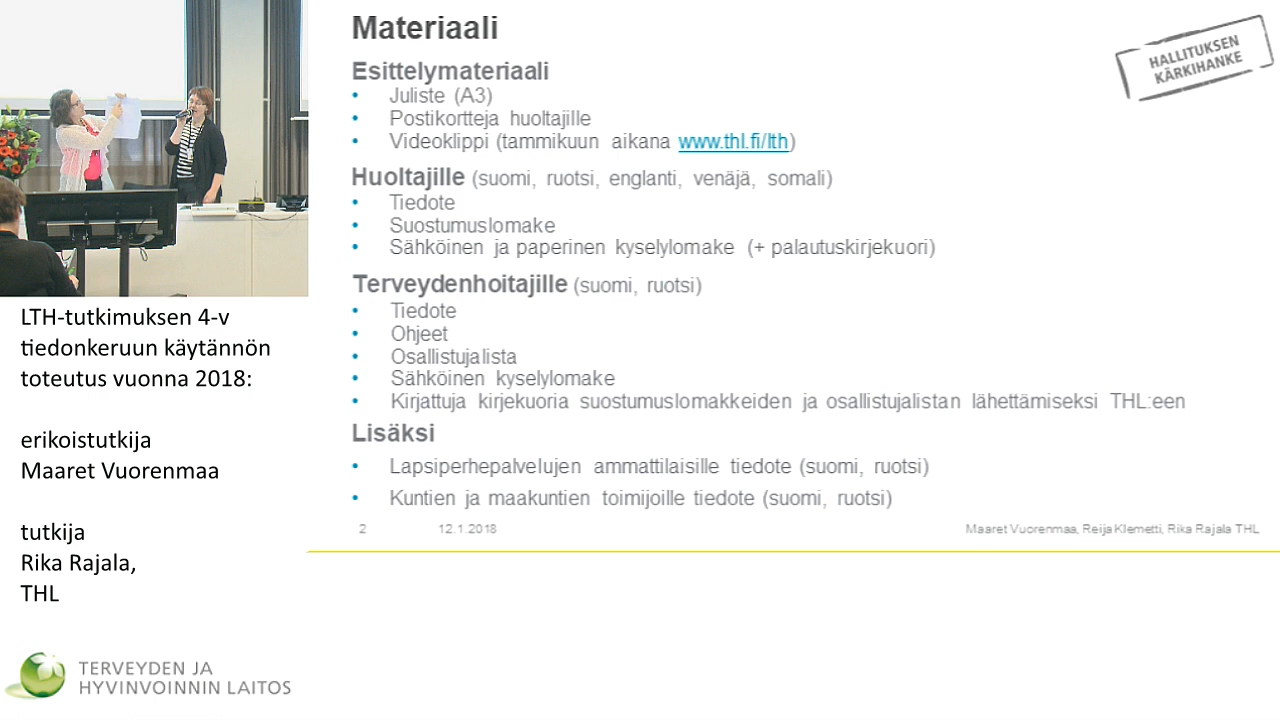 LTH-tutkimuksen 4-v
tiedonkeruun käytännön
toteutus vuonna 2018:
erikoistutkija
Maaret Vuorenmaa
tutkija
Rika Rajala,
THL
TERVEYDEN JA
HYVINVOINNIN LAITOS
Materiaali
HALLITUKSEN
KÄRKIHANKE
Esittelymateriaali
• Juliste (A3)
• Postikortteja huoltajille
• Videoklippi (tammikuun aikana www.thl.fi/lth)
Huoltajille (suomi, ruotsi, englanti, venäjä, somali)
• Tiedote
• Suostumuslomake
• Sähköinen ja paperinen kyselylomake (+ palautuskirjekuori)
Terveydenhoitajille (suomi, ruotsi)
• Tiedote
• Ohjeet
• Osallistujalista
• Sähköinen kyselylomake
• Kirjattuja kirjekuoria suostumuslomakkeiden ja osallistujalistan lähettämiseksi THL:een
Lisäksi
• Lapsiperhepalvelujen ammattilaisille tiedote (suomi, ruotsi)
• Kuntien ja maakuntien toimijoille tiedote (suomi, ruotsi)
2 12.1.2018 Maaret Vuorenmaa, Reija Klemetti, Rika Rajala THL